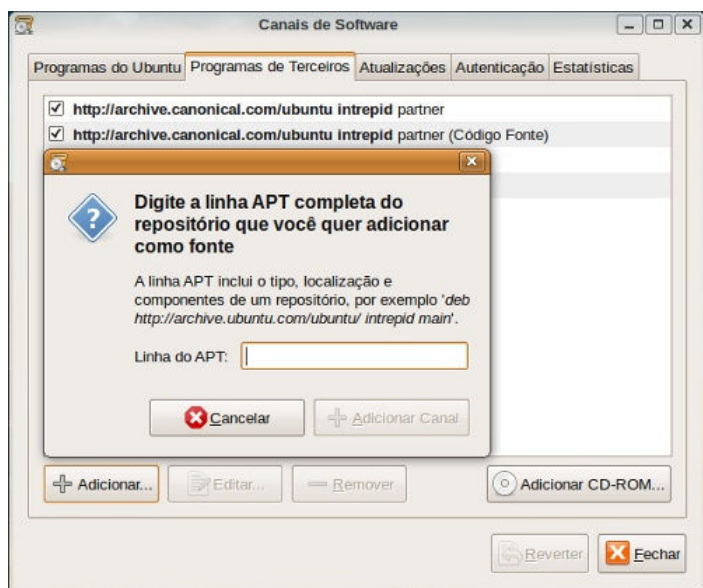 Canais de Software
Programas do Ubuntu Programas de Terceiros Atualizações Autenticação Estatísticas
http://archive.canonical.com/ubuntu intrepid partner
http://archive.canonical.com/ubuntu intrepid partner (Código Fonte)
Digite a linha APT completa do
repositório que você quer adicionar
como fonte
A linha APT inclui o tipo, localização e
componentes de um repositório, por exemplo 'deb
http://archive.ubuntu.com/ubuntu/ intrepid main'.
Linha do APT:
Cancelar Adicionar Canal
Adicionar... Editar... Remover Adicionar CD-ROM...
Reverter Fechar